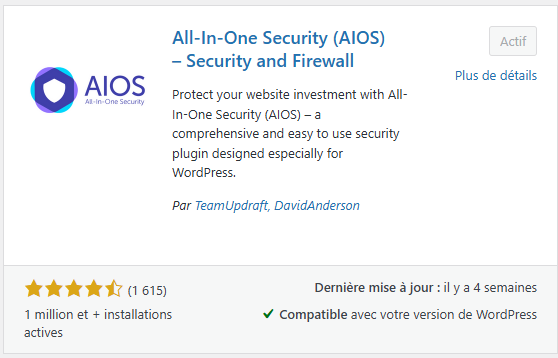 All-In-One Security (AIOS)
– Security and Firewall
Actif
Plus de détails
AIOS
All-In-One Security
Protect your website investment with All-
In-One Security (AIOS) – a
comprehensive and easy to use security
plugin designed especially for
WordPress.
Par TeamUpdraft, DavidAnderson
(1 615)
1 million et + installations
actives
Dernière mise à jour : il y a 4 semaines
Compatible avec votre version de WordPress